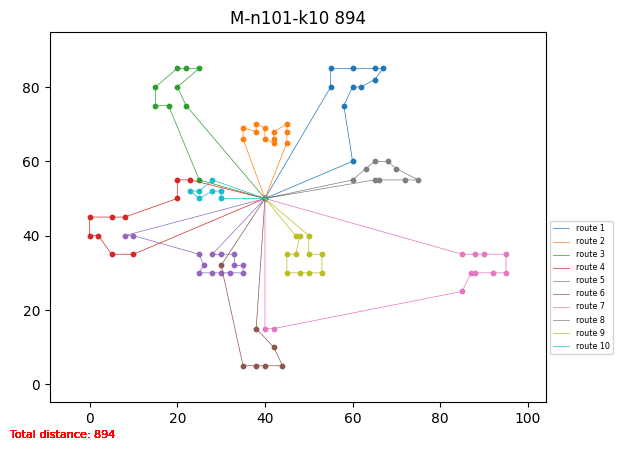 M-n101-k10 894
80
60
40
20
0
0 20 40 60 80 100
route 1
route 2
route 3
route 4
route 5
route 6
route 7
route 8
route 9
route 10
Total distance: 894